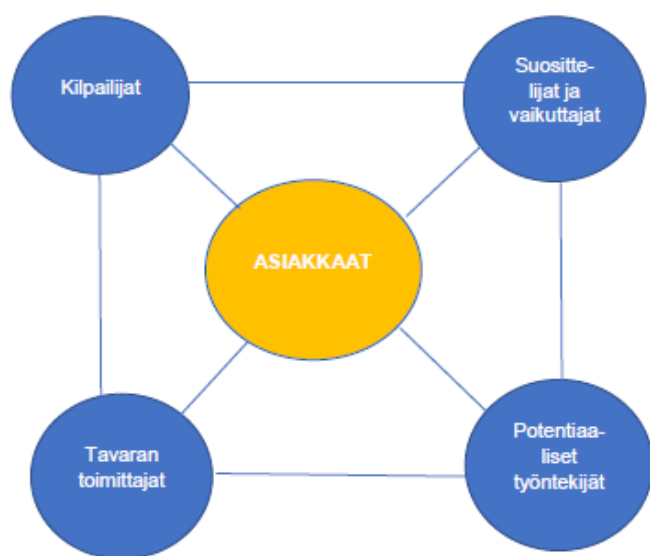 Kilpailijat
Suositte-
lijat ja
vaikuttajat
ASIAKKAAT
Tavaran
toimittajat
Potentiaa-
liset
työntekijät